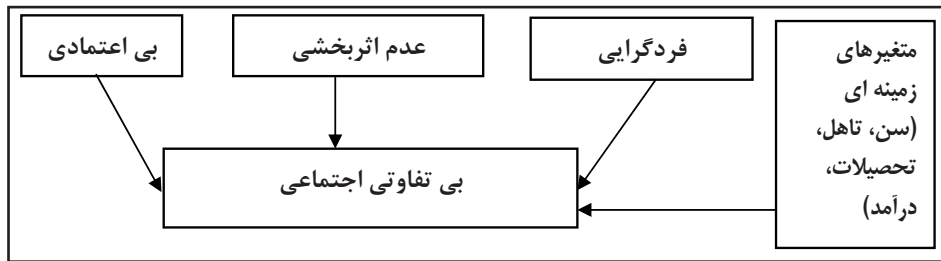 متغیرهای
زمینه ای
(سن، تاهل،
تحصیلات،
درآمد)
فردگرایی
عدم اثربخشی
بی اعتمادی
بی تفاوتی اجتماعی